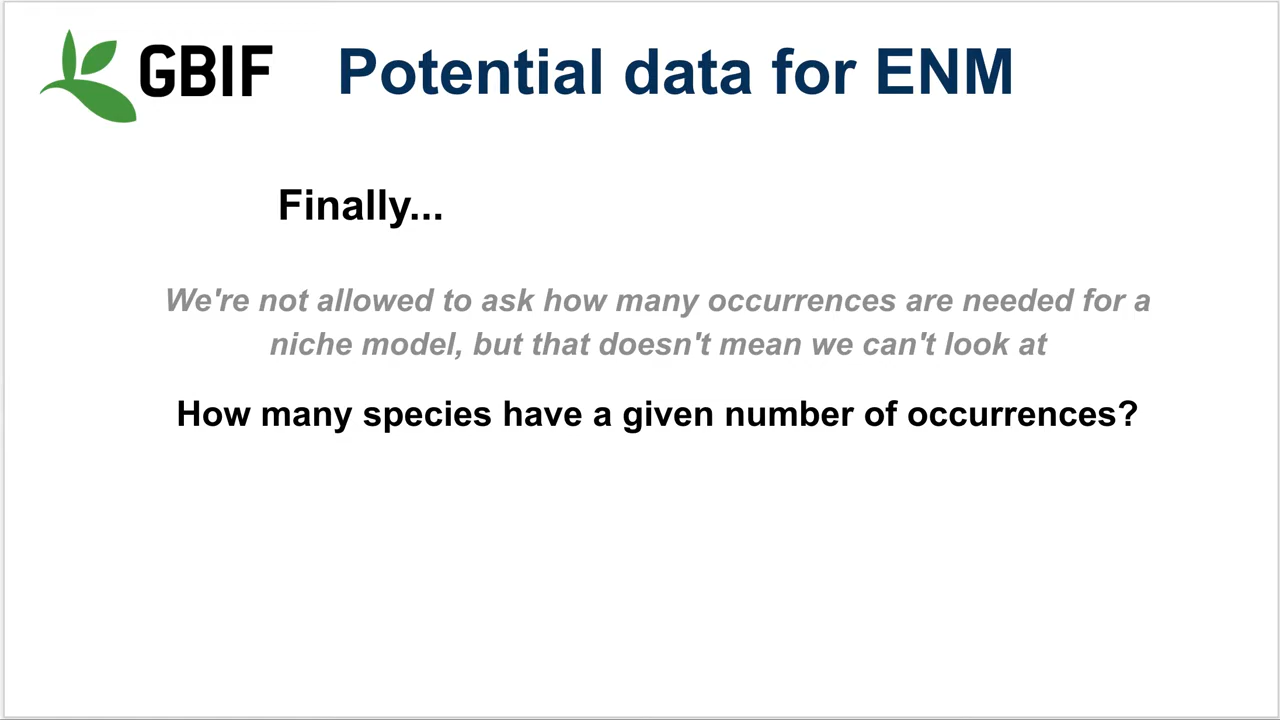 GBIF
Potential data for ENM
Finally...
We're not allowed to ask how many occurrences are needed for a
niche model, but that doesn't mean we can't look at
How many species have a given number of occurrences?